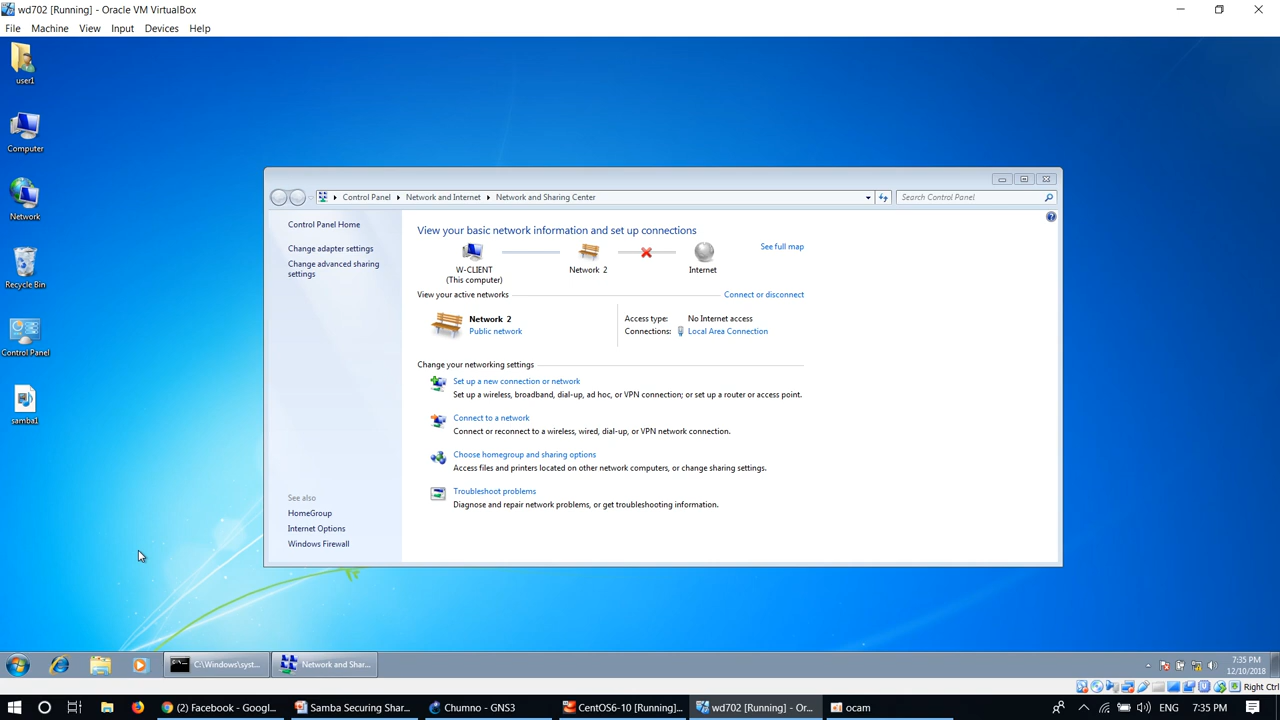 wd702 [Running] - Oracle VM VirtualBox
File Machine View Input Devices Help
user1
Computer
Network
Recycle Bin
Control Panel
samba1
Control Panel Network and Internet Network and Sharing Center
Search Control Panel
Control Panel Home
Change adapter settings
Change advanced sharing
settings
See also
HomeGroup
Internet Options
Windows Firewall
View your basic network information and set up connections
See full map
W-CLIENT
(This computer)
Network 2
Internet
View your active networks
Connect or disconnect
Network 2
Public network
Access type: No Internet access
Connections: Local Area Connection
Change your networking settings
Set up a new connection or network
Set up a wireless, broadband, dial-up, ad hoc, or VPN connection; or set up a router or access point.
Connect to a network
Connect or reconnect to a wireless, wired, dial-up, or VPN network connection.
Choose homegroup and sharing options
Access files and printers located on other network computers, or change sharing settings.
Troubleshoot problems
Diagnose and repair network problems, or get troubleshooting information.
C:\Windows\syst...
Network and Shar...
7:35 PM
12/10/2018
Right Ctrl
(2) Facebook - Googl...
Samba Securing Shar...
Chumno - GNS3
CentOS6-10 [Running]...
wd702 [Running] - Or...
ocam
ENG
7:35 PM